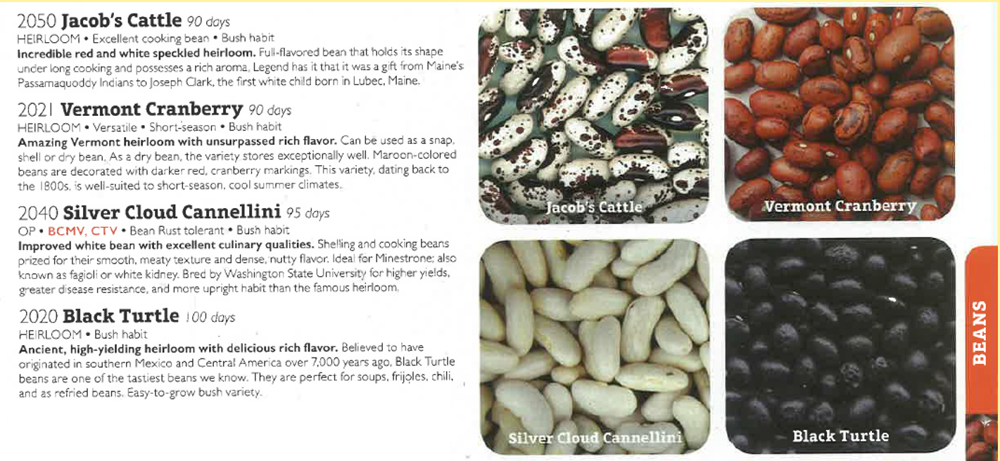 2050 Jacob's Cattle 90 days
HEIRLOOM • Excellent cooking bean • Bush habit
Incredible red and white speckled heirloom. Full-flavored bean that holds its shape
under long cooking and possesses a rich aroma. Legend has it that it was a gift from Maine's
Passamaquoddy Indians to Joseph Clark, the first white child born in Lubec, Maine.
2021 Vermont Cranberry 90 days
HEIRLOOM • Versatile • Short-season • Bush habit
Amazing Vermont heirloom with unsurpassed rich flavor. Can be used as a snap,
shell or dry bean. As a dry bean, the variety stores exceptionally well. Maroon-colored
beans are decorated with darker red, cranberry markings. This variety, dating back to
the 1800s, is well-suited to short-season, cool summer climates.
2040 Silver Cloud Cannellini 95 days
OP • BCMV, CTV • Bean Rust tolerant • Bush habit
Improved white bean with excellent culinary qualities. Shelling and cooking beans
prized for their smooth, meaty texture and dense, nutty flavor. Ideal for Minestrone; also
known as fagioli or white kidney. Bred by Washington State University for higher yields,
greater disease resistance, and more upright habit than the famous heirloom.
2020 Black Turtle 100 days
HEIRLOOM • Bush habit
Ancient, high-yielding heirloom with delicious rich flavor. Believed to have
originated in southern Mexico and Central America over 7,000 years ago, Black Turtle
beans are one of the tastiest beans we know. They are perfect for soups, frijoles, chili,
and as refried beans. Easy-to-grow bush variety.
Jacob's Cattle
Vermont Cranberry
Silver Cloud Cannellini
Black Turtle
BEANS